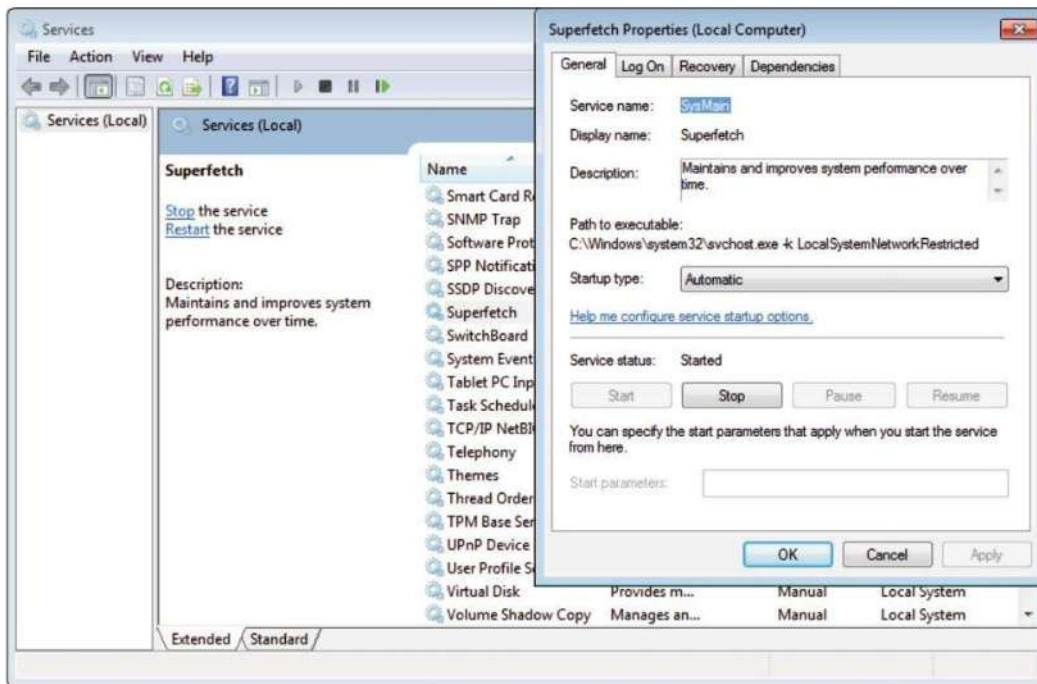 Services
File Action View Help
Services (Local)
Services (Local)
Superfetch
Stop the service
Restart the service
Description:
Maintains and improves system
performance over time.
Name
Smart Card R
SNMP Trap
Software Prot
SPP Notificati
SSDP Discove
Superfetch
SwitchBoard
System Event
Tablet PC Inp
Task Schedul
TCP/IP NetBI
Telephony
Themes
Thread Order
TPM Base Ser
UPnP Device
User Profile S
Virtual Disk Provides m... Manual Local System
Volume Shadow Copy Manages an... Manual Local System
Extended Standard
Superfetch Properties (Local Computer)
General Log On Recovery Dependencies
Service name: SysMain
Display name: Superfetch
Description: Maintains and improves system performance over
time.
Path to executable:
C:\Windows\system32\svchost.exe -k LocalSystemNetworkRestricted
Startup type: Automatic
Help me configure service startup options.
Service status: Started
Start Stop Pause Resume
You can specify the start parameters that apply when you start the service
from here.
Start parameters:
OK Cancel Apply